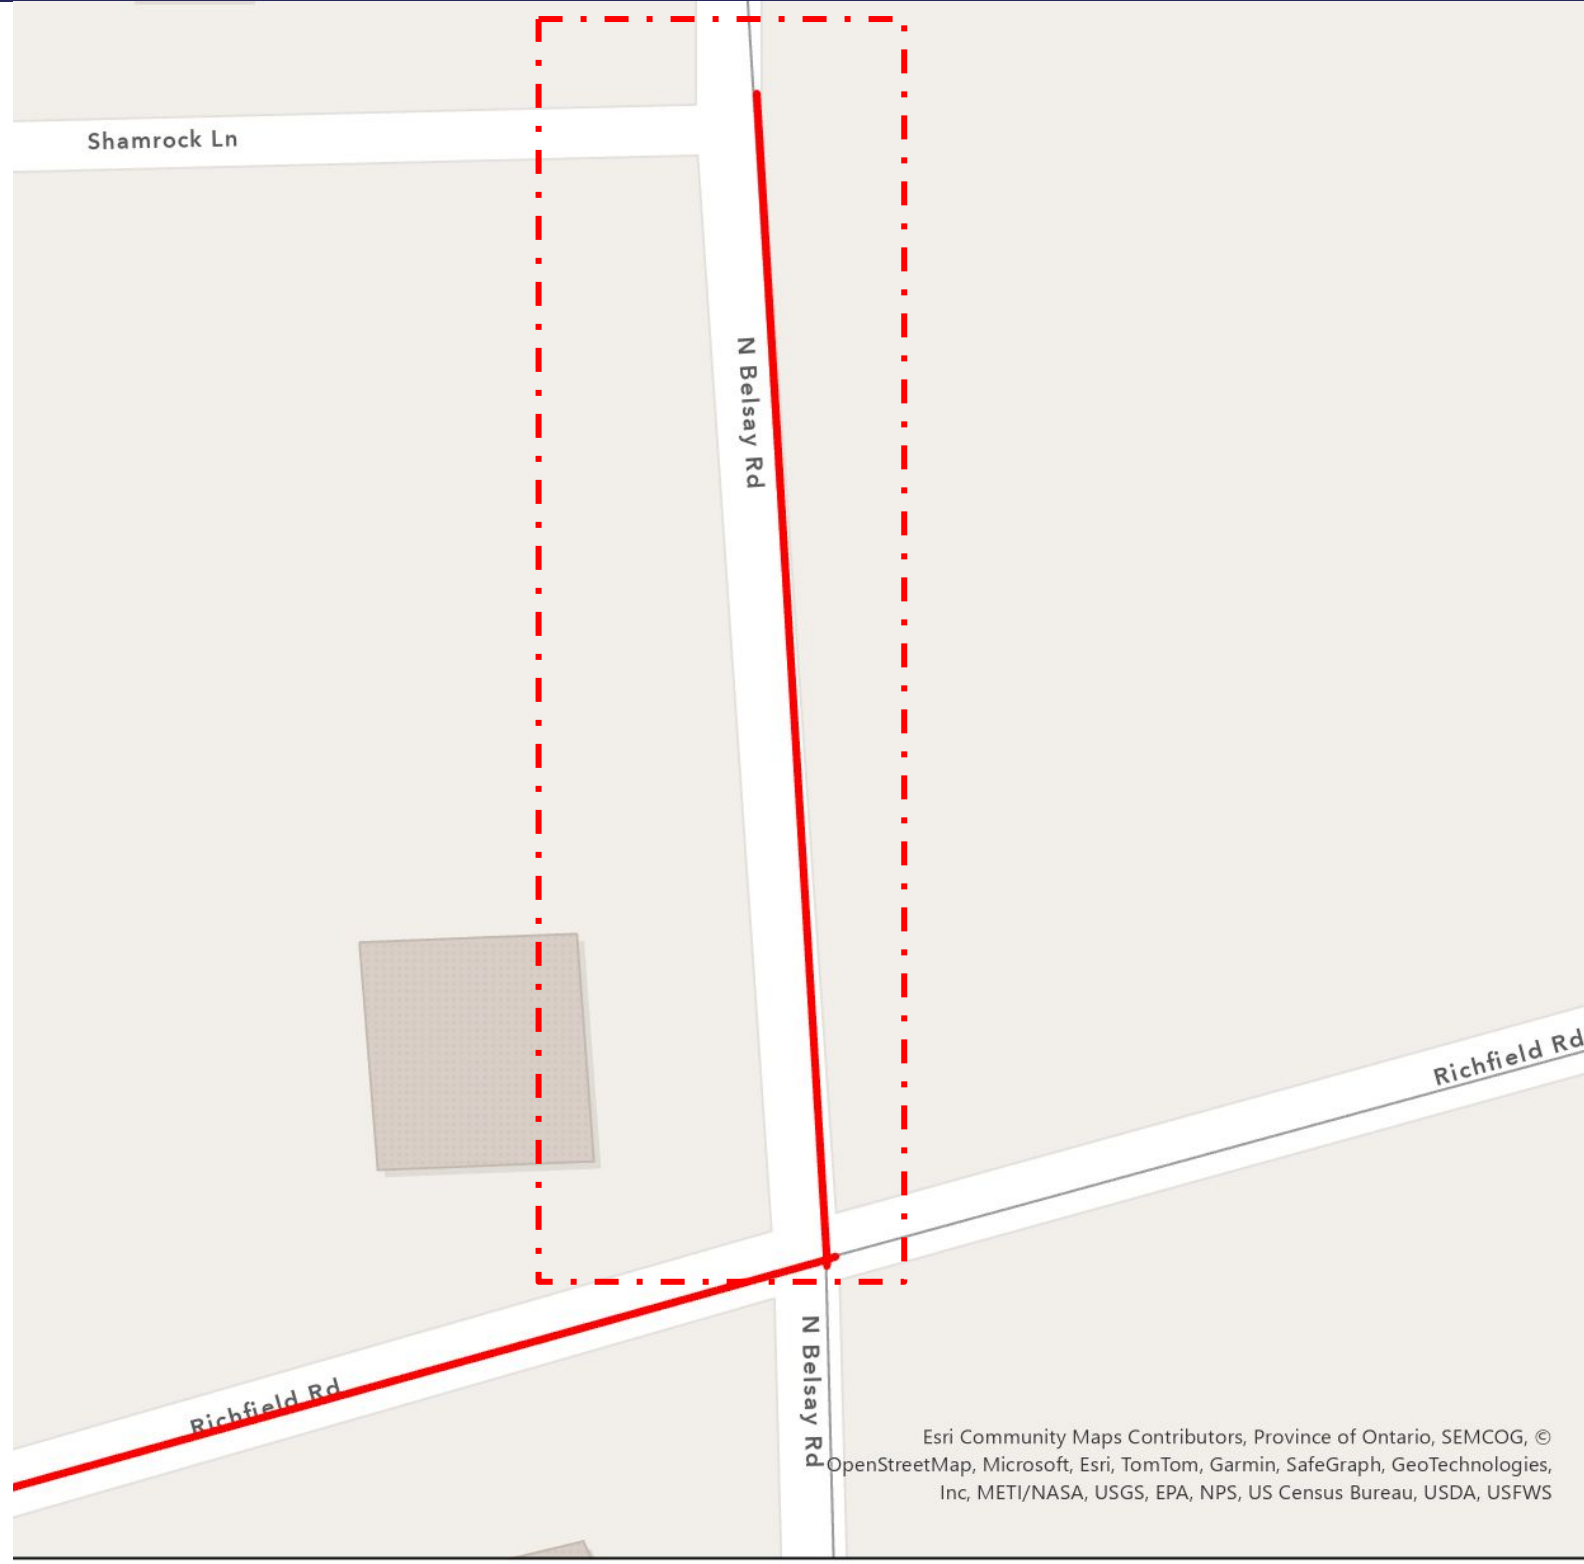 Shamrock Ln
N Belsay Rd
Richfield Rd
Richfield Rd
N Belsay Rd
Esri Community Maps Contributors, Province of Ontario, SEMCOG, ©
OpenStreetMap, Microsoft, Esri, TomTom, Garmin, SafeGraph, GeoTechnologies,
Inc, METI/NASA, USGS, EPA, NPS, US Census Bureau, USDA, USFWS